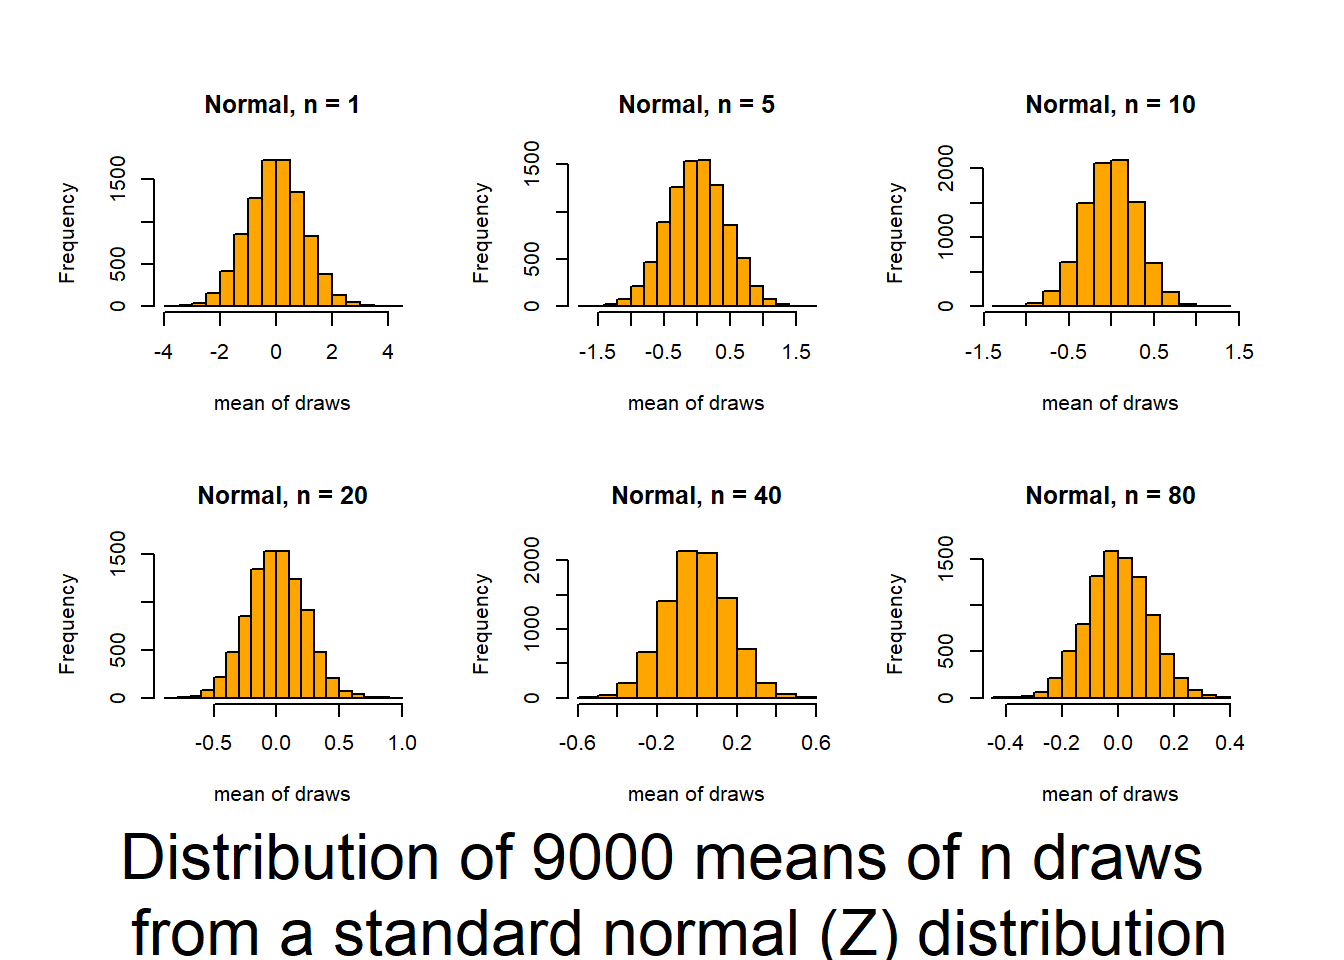 Normal, n = 1
Frequency
0 500 1500
-4 -2 0 2 4
mean of draws
Normal, n = 5
Frequency
0 500 1500
-1.5 -0.5 0.5 1.5
mean of draws
Normal, n = 10
Frequency
0 1000 2000
-1.5 -0.5 0.5 1.5
mean of draws
Normal, n = 20
Frequency
0 500 1500
-0.5 0.0 0.5 1.0
mean of draws
Normal, n = 40
Frequency
0 1000 2000
-0.6 -0.2 0.2 0.6
mean of draws
Normal, n = 80
Frequency
0 500 1500
-0.4 -0.2 0.0 0.2 0.4
mean of draws
Distribution of 9000 means of n draws
from a standard normal (Z) distribution